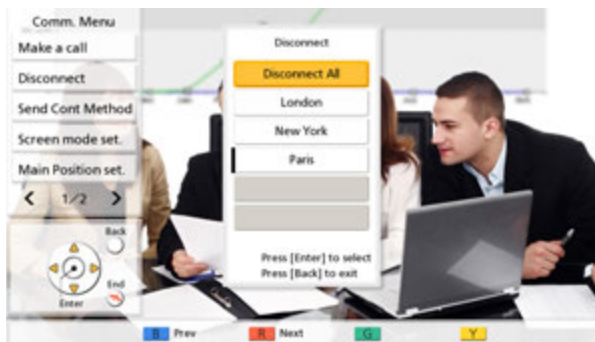 Comm. Menu
Make a call
Disconnect
Send Cont Method
Screen mode set.
Main Position set.
1/2
Back
End
Enter
Disconnect
Disconnect All
London
New York
Paris
Press [Enter] to select
Press [Back] to exit
B Prev R Next G Y